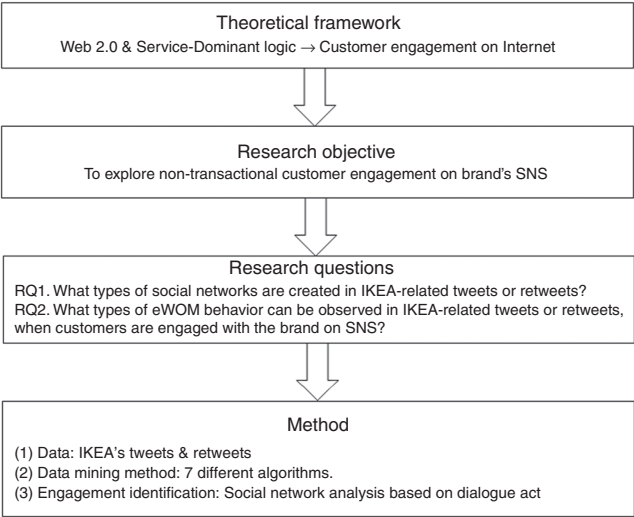 Theoretical framework
Web 2.0 & Service-Dominant logic → Customer engagement on Internet
Research objective
To explore non-transactional customer engagement on brand's SNS
Research questions
RQ1. What types of social networks are created in IKEA-related tweets or retweets?
RQ2. What types of eWOM behavior can be observed in IKEA-related tweets or retweets,
when customers are engaged with the brand on SNS?
Method
(1) Data: IKEA's tweets & retweets
(2) Data mining method: 7 different algorithms.
(3) Engagement identification: Social network analysis based on dialogue act